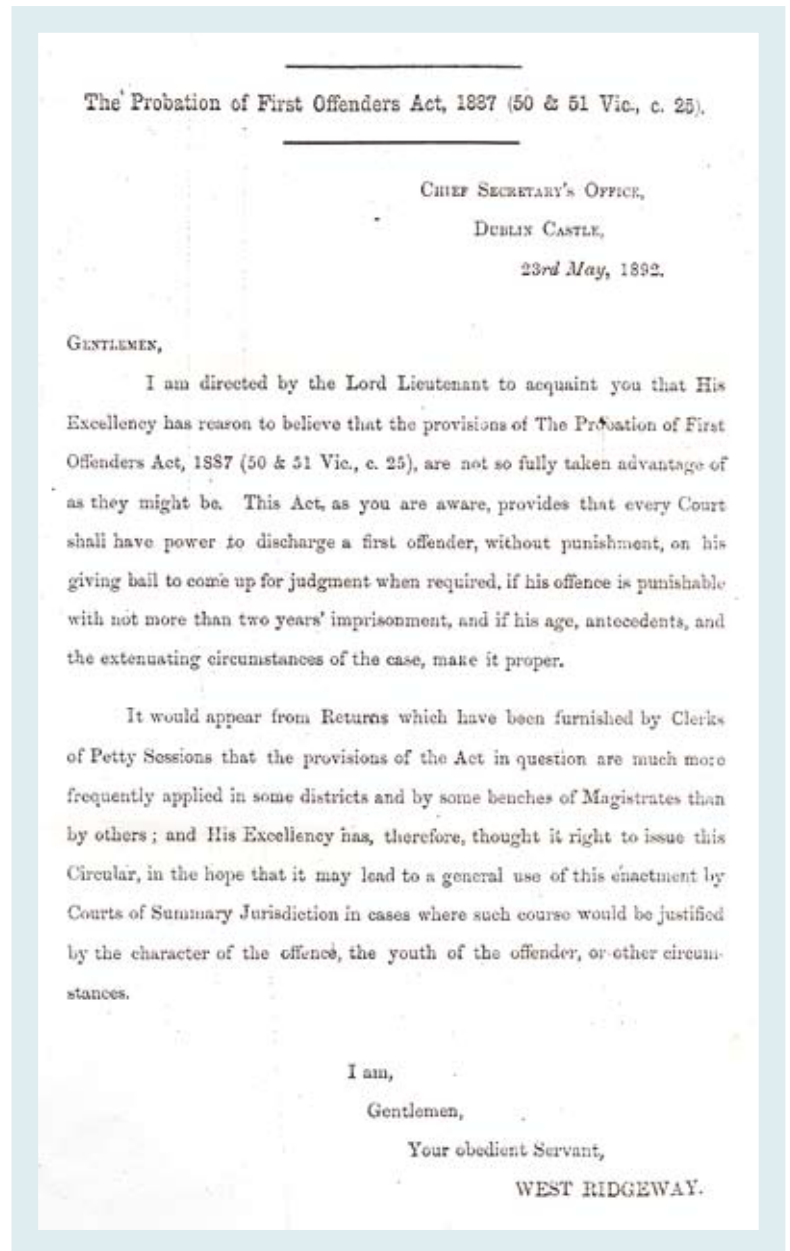 The Probation of First Offenders Act, 1887 (50 & 51 Vic., c. 25).
Chief Secretary's Office,
Dublin Castle,
23rd May, 1892.
Gentlemen,
I am directed by the Lord Lieutenant to acquaint you that His
Excellency has reason to believe that the provisions of The Probation of First
Offenders Act, 1887 (50 & 51 Vic., c. 25), are not so fully taken advantage of
as they might be. This Act, as you are aware, provides that every Court
shall have power to discharge a first offender, without punishment, on his
giving bail to come up for judgment when required, if his offence is punishable
with not more than two years' imprisonment, and if his age, antecedents, and
the extenuating circumstances of the case, make it proper.
It would appear from Returns which have been furnished by Clerks
of Petty Sessions that the provisions of the Act in question are much more
frequently applied in some districts and by some benches of Magistrates than
by others; and His Excellency has, therefore, thought it right to issue this
Circular, in the hope that it may lead to a general use of this enactment by
Courts of Summary Jurisdiction in cases where such course would be justified
by the character of the offence, the youth of the offender, or other circum-
stances.
I am,
Gentlemen,
Your obedient Servant,
WEST RIDGEWAY.